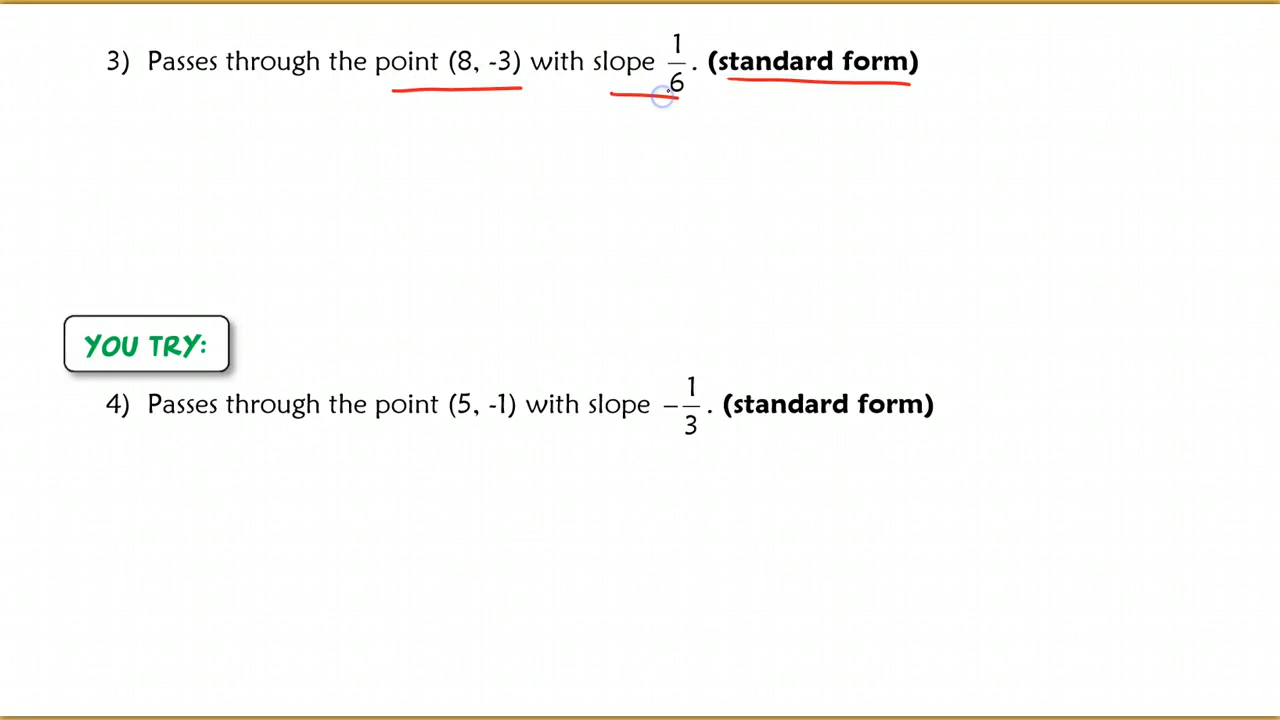 3) Passes through the point (8, -3) with slope 1/6. (standard form)
YOU TRY:
4) Passes through the point (5, -1) with slope -1/3. (standard form)